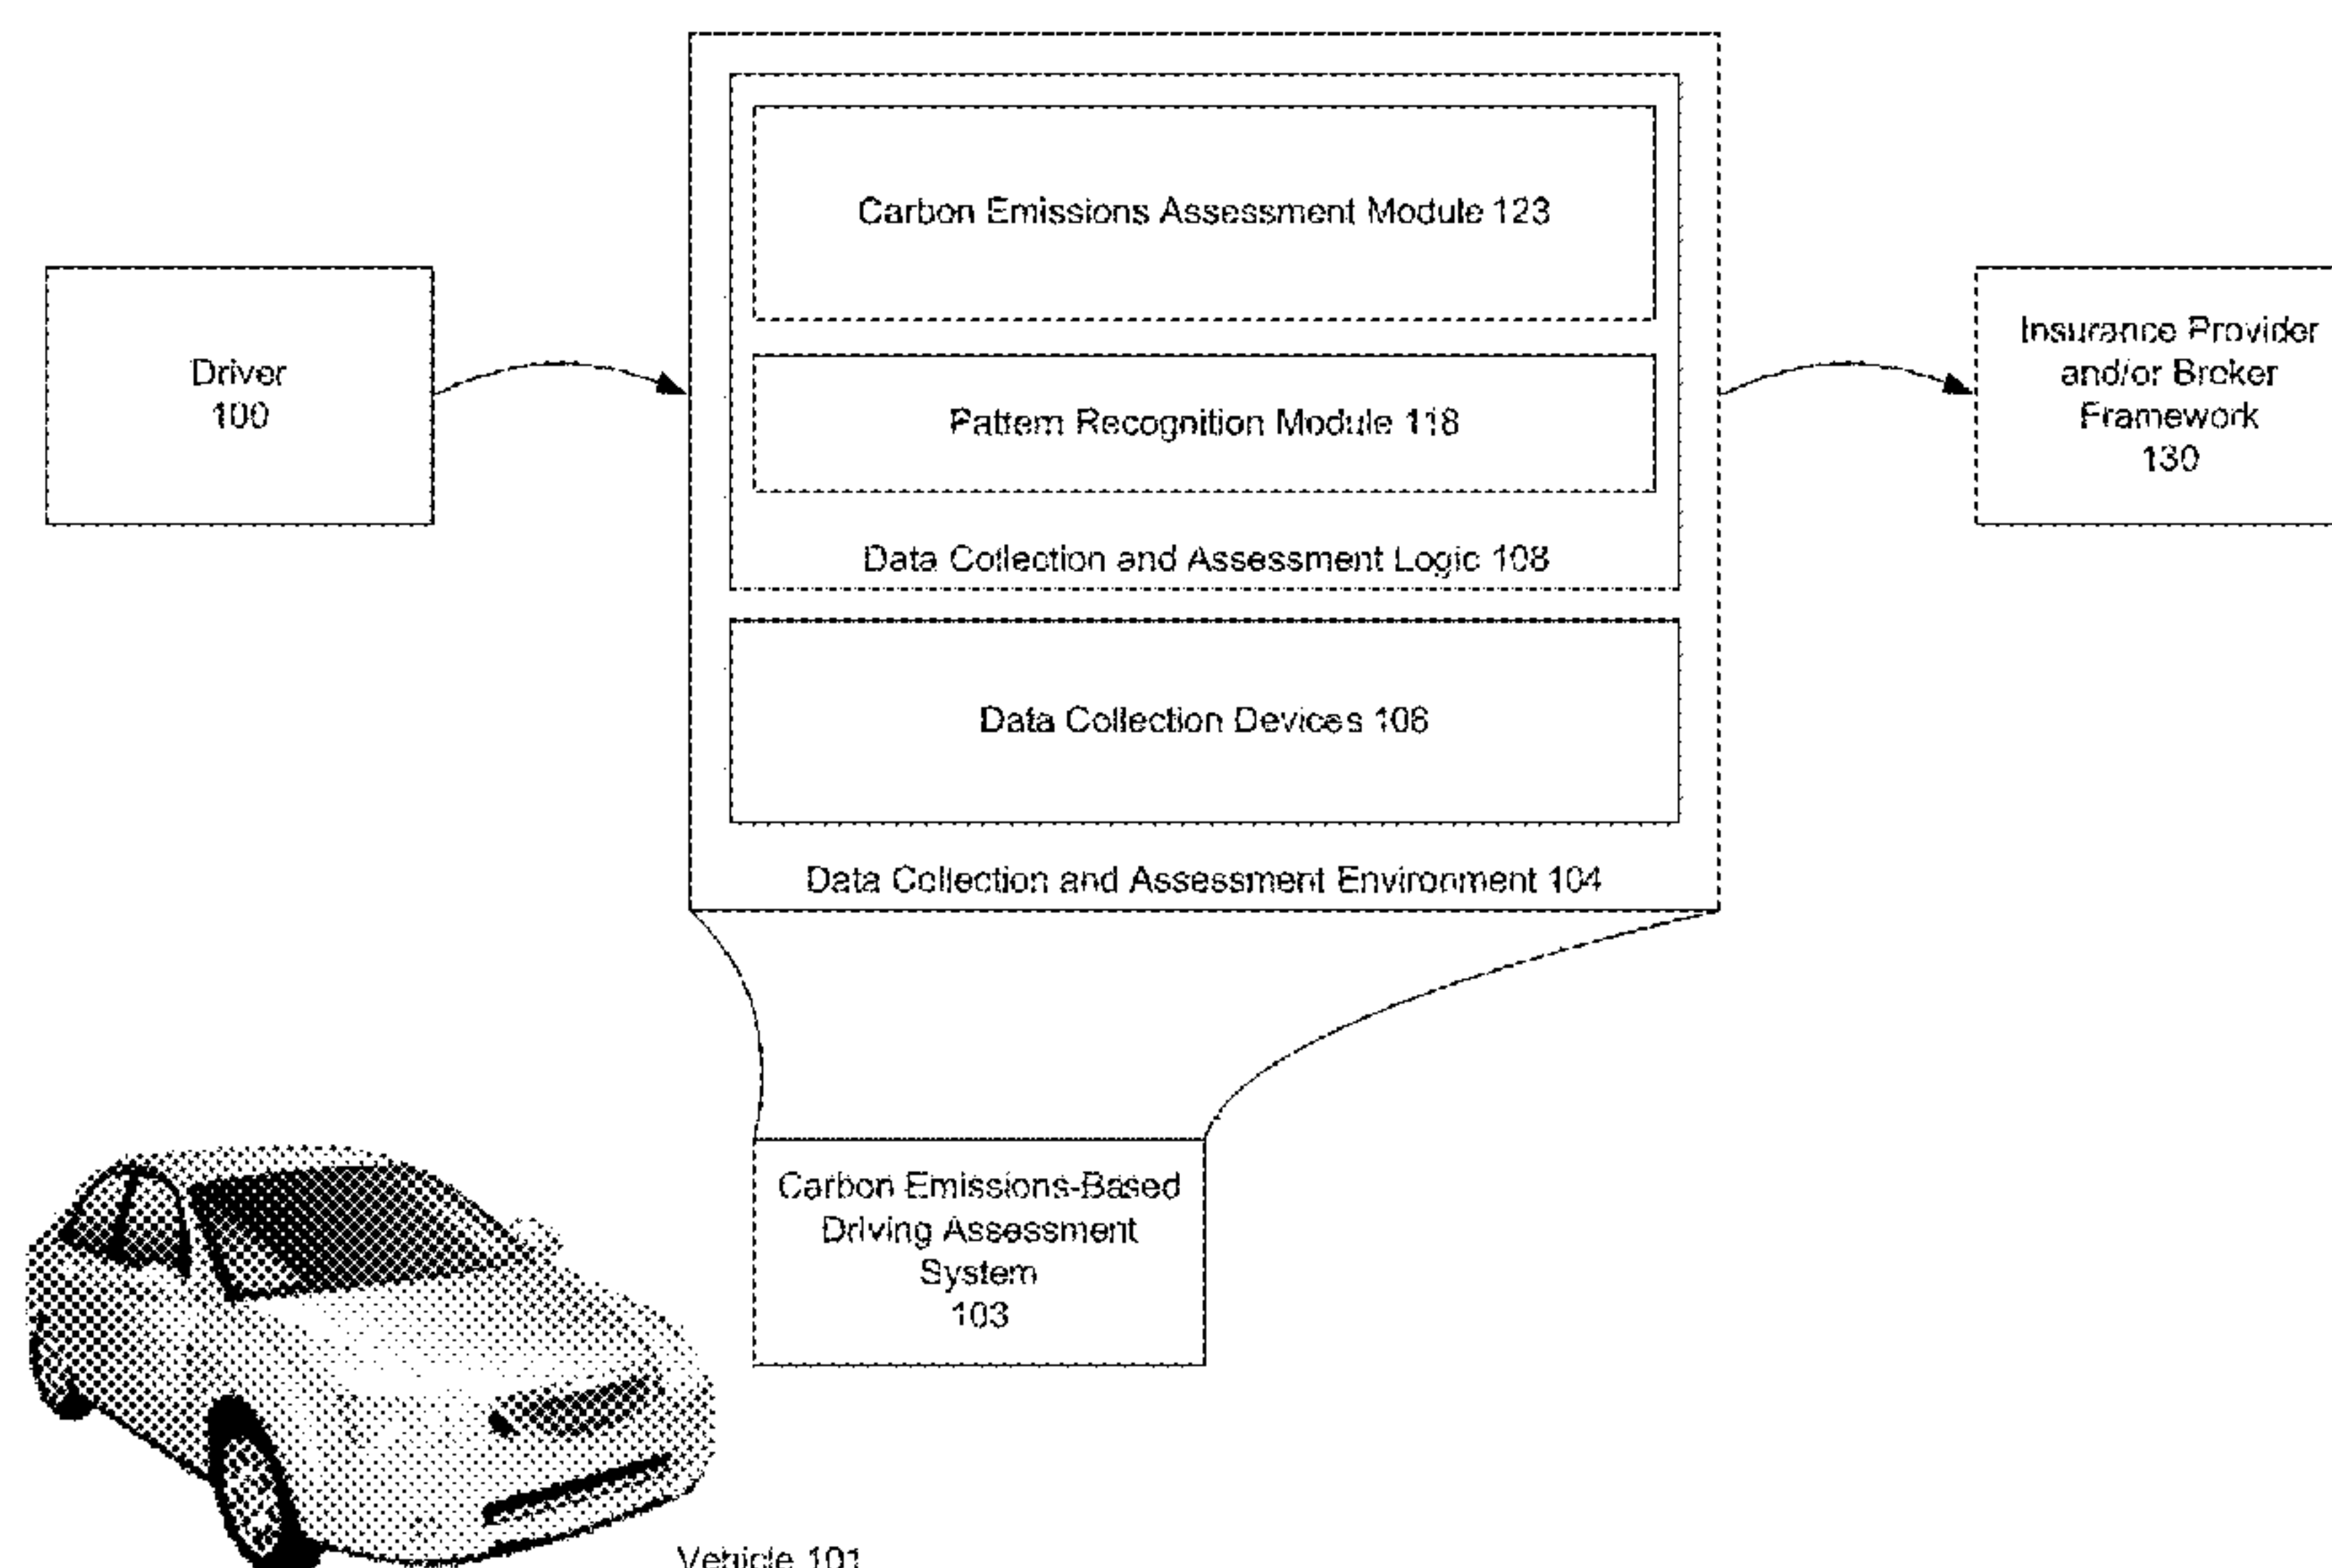 Carbon Emissions Assessment Module 123
Driver
100
Pattern Recognition Module 118
Insurance Provider
and/or Broker
Framework
130
Data Collection and Assessment Logic 108
Data Collection Devices 106
Data Collection and Assessment Environment 104
Carbon Emissions-Based
Driving Assessment
System
103
Vehicle 101